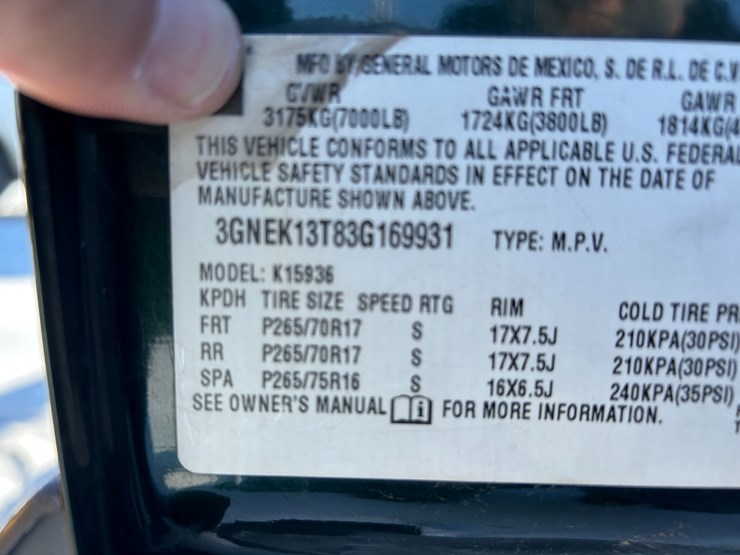 MFD BY GENERAL MOTORS DE MEXICO, S. DE R.L. DE C.V
GVWR GAWR FRT GAWR
3175KG(7000LB) 1724KG(3800LB) 1814KG(4
THIS VEHICLE CONFORMS TO ALL APPLICABLE U.S. FEDERAL
VEHICLE SAFETY STANDARDS IN EFFECT ON THE DATE OF
MANUFACTURE SHOWN ABOVE.
3GNEK13T83G169931 TYPE: M.P.V.
MODEL: K15936
KPDH TIRE SIZE SPEED RTG RIM COLD TIRE PR
FRT P265/70R17 S 17X7.5J 210KPA(30PSI)
RR P265/70R17 S 17X7.5J 210KPA(30PSI)
SPA P265/75R16 S 16X6.5J 240KPA(35PSI)
SEE OWNER'S MANUAL i FOR MORE INFORMATION.